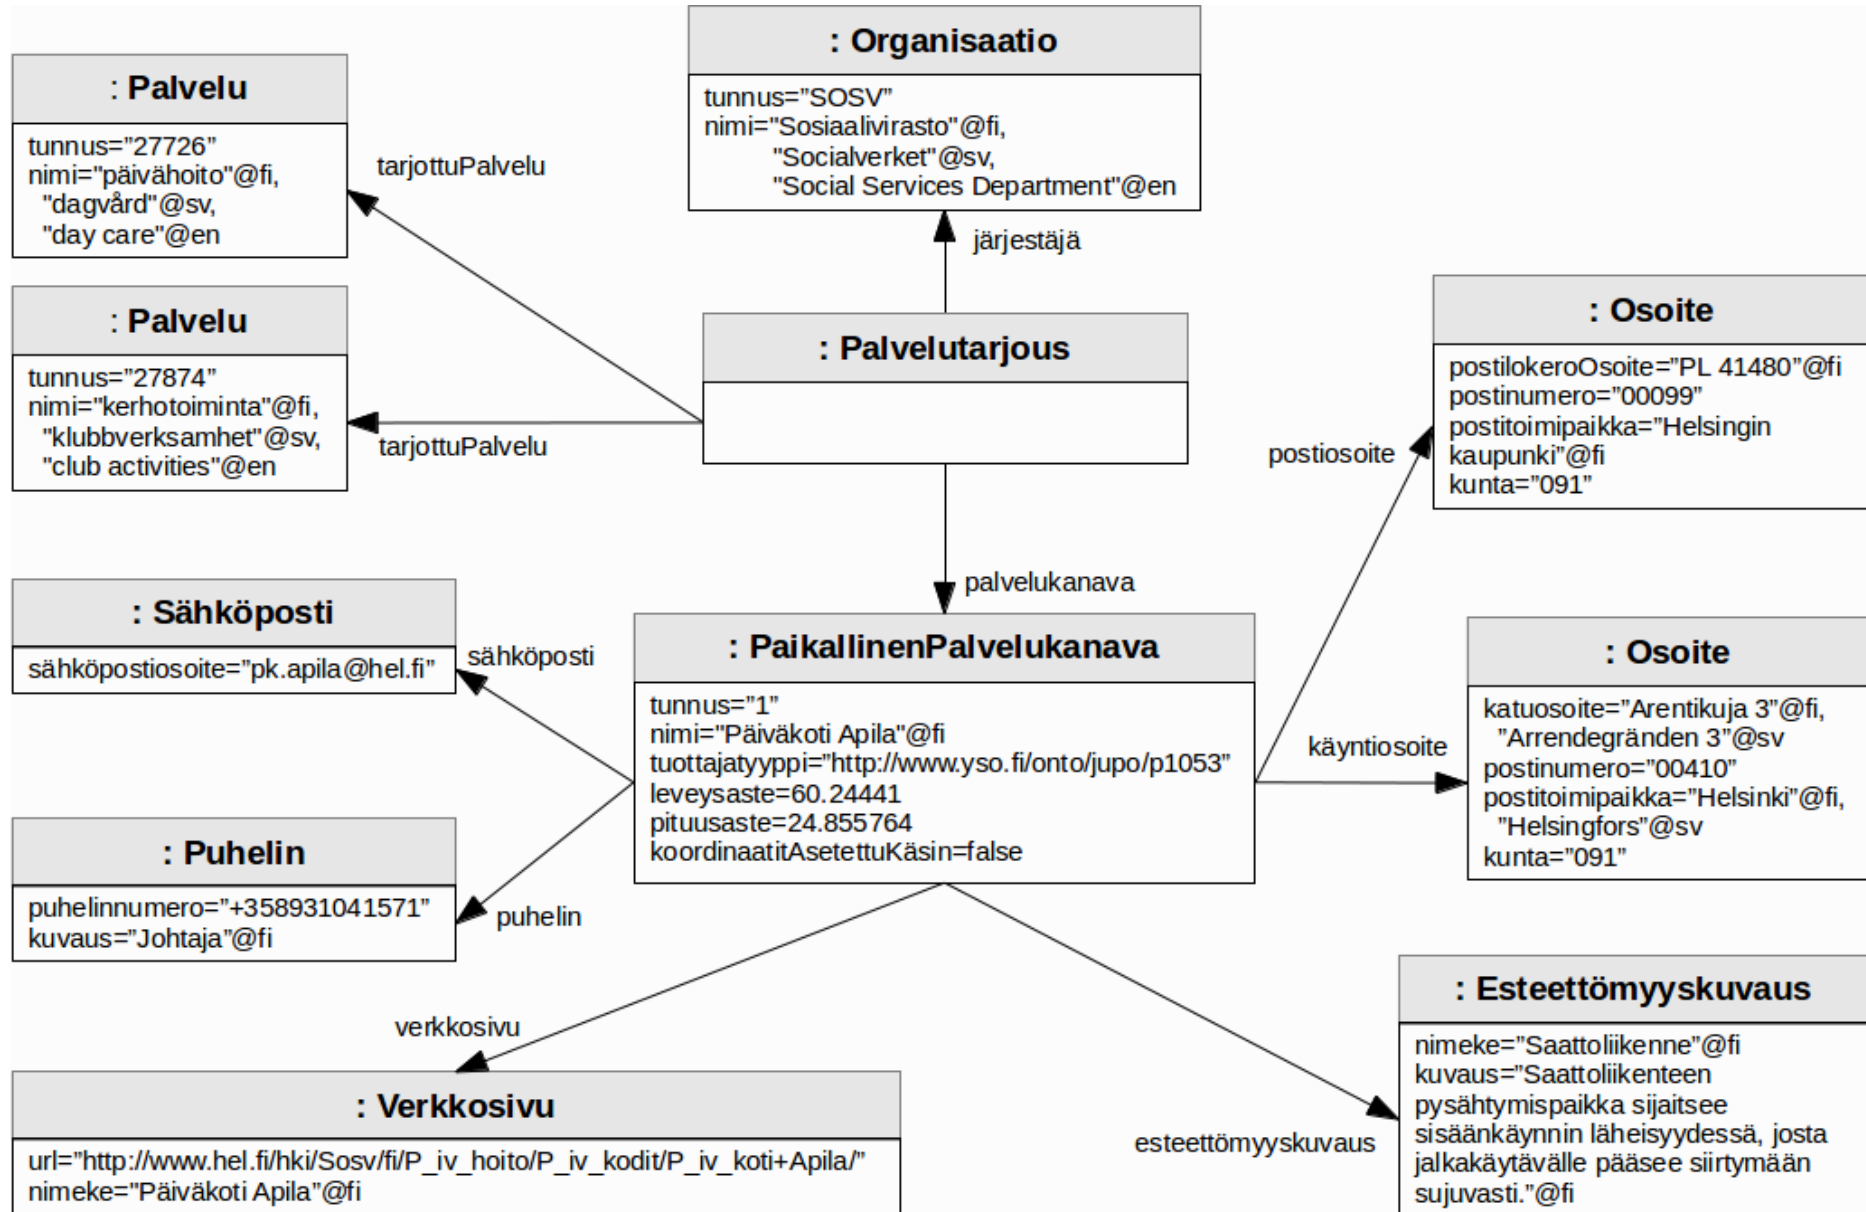 : Organisaatio
tunnus=”SOSV”
nimi="Sosiaalivirasto"@fi,
"Socialverket"@sv,
"Social Services Department"@en
: Palvelu
tunnus=”27726”
nimi="päivähoito"@fi,
"dagvård"@sv,
"day care"@en
tarjottuPalvelu
järjestäjä
: Palvelu
tunnus=”27874”
nimi="kerhotoiminta"@fi,
"klubbverksamhet"@sv,
"club activities"@en
tarjottuPalvelu
: Palvelutarjous
: Osoite
postilokeroOsoite=”PL 41480”@fi
postinumero=”00099”
postitoimipaikka=”Helsingin
kaupunki”@fi
kunta=”091”
postiosoite
palvelukanava
: Sähköposti
sähköpostiosoite=”pk.apila@hel.fi”
sähköposti
: PaikallinenPalvelukanava
tunnus=”1”
nimi="Päiväkoti Apila"@fi
tuottajatyyppi=”http://www.yso.fi/onto/jupo/p1053”
leveysaste=60.24441
pituusaste=24.855764
koordinaatitAsetettuKäsin=false
käyntiosoite
: Osoite
katuosoite=”Arentikuja 3”@fi,
”Arrendegränden 3”@sv
postinumero=”00410”
postitoimipaikka=”Helsinki”@fi,
”Helsingfors”@sv
kunta=”091”
: Puhelin
puhelinnumero=”+358931041571”
kuvaus=”Johtaja”@fi
puhelin
verkkosivu
: Verkkosivu
url=”http://www.hel.fi/hki/Sosv/fi/P_iv_hoito/P_iv_kodit/P_iv_koti+Apila/”
nimeke="Päiväkoti Apila”@fi
esteettömyyskuvaus
: Esteettömyyskuvaus
nimeke=”Saattoliikenne”@fi
kuvaus=”Saattoliikenteen
pysähtymispaikka sijaitsee
sisäänkäynnin läheisyydessä, josta
jalkakäytävälle pääsee siirtymään
sujuvasti.”@fi